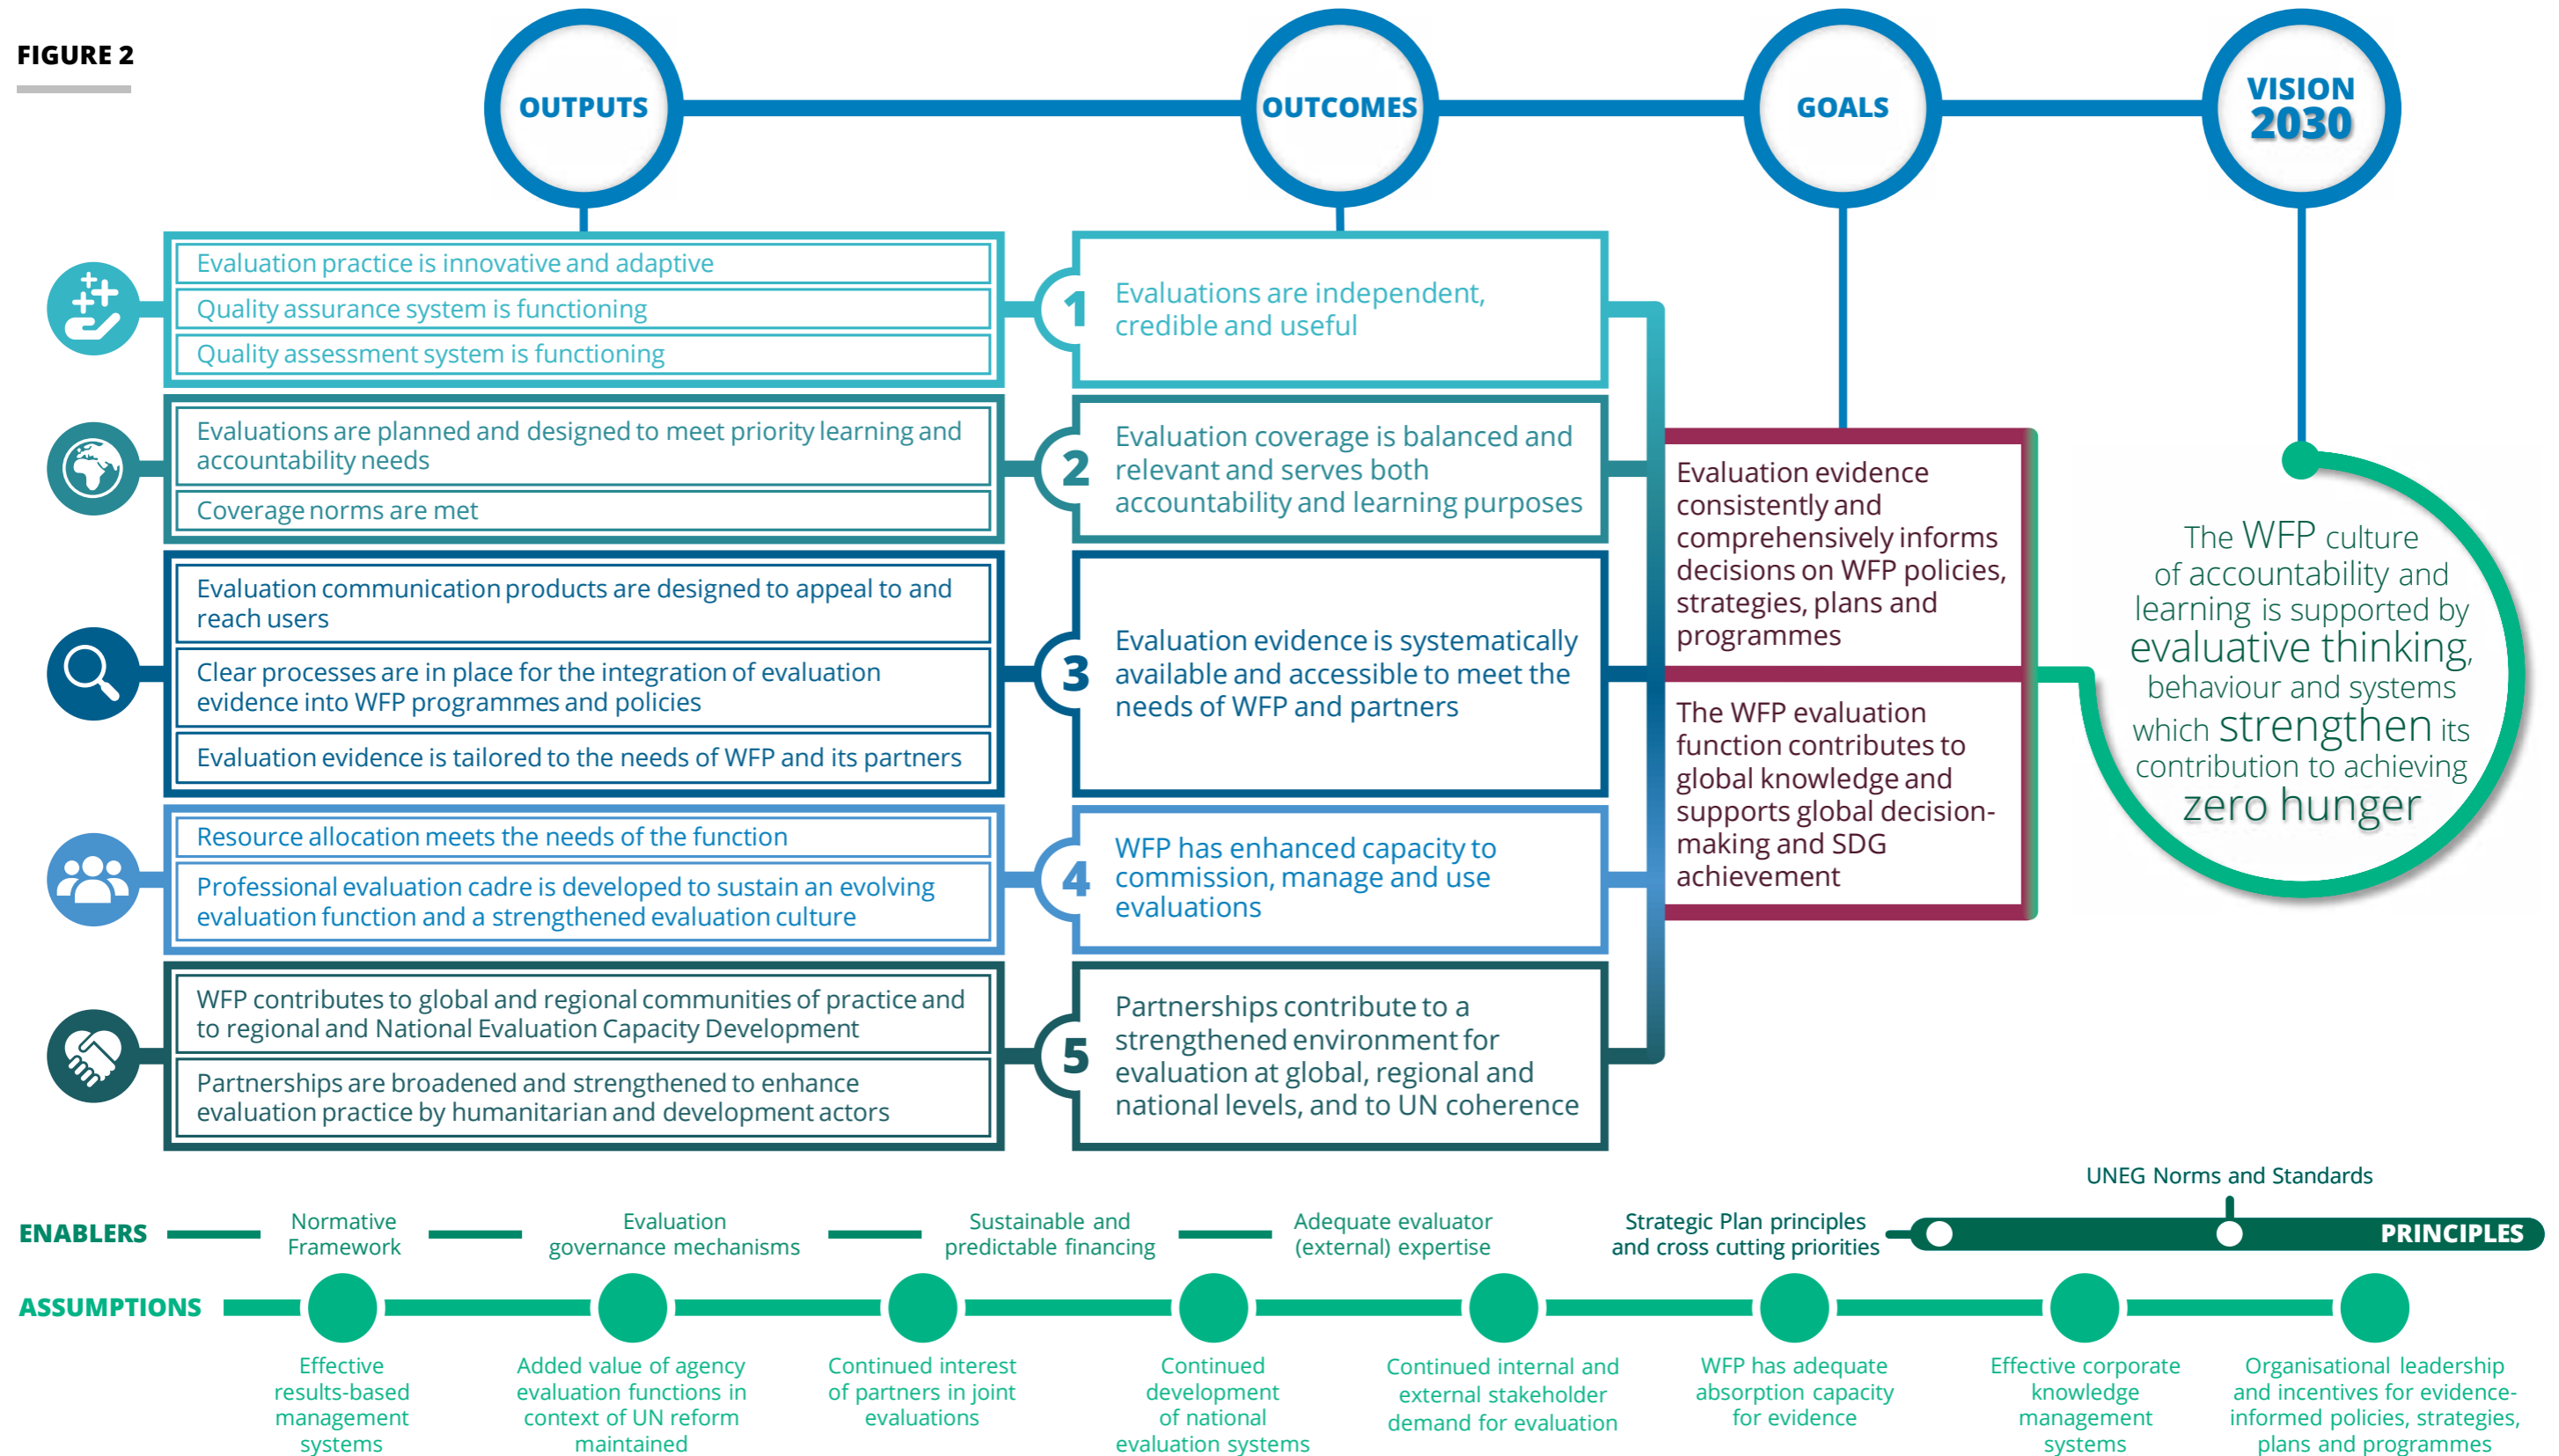 FIGURE 2
OUTPUTS
OUTCOMES
GOALS
VISION
2030
Evaluation practice is innovative and adaptive
Quality assurance system is functioning
Quality assessment system is functioning
1
Evaluations are independent,
credible and useful
Evaluations are planned and designed to meet priority learning and
accountability needs
Coverage norms are met
2
Evaluation coverage is balanced and
relevant and serves both
accountability and learning purposes
Evaluation communication products are designed to appeal to and
reach users
Clear processes are in place for the integration of evaluation
evidence into WFP programmes and policies
Evaluation evidence is tailored to the needs of WFP and its partners
3
Evaluation evidence is systematically
available and accessible to meet the
needs of WFP and partners
Resource allocation meets the needs of the function
Professional evaluation cadre is developed to sustain an evolving
evaluation function and a strengthened evaluation culture
4
WFP has enhanced capacity to
commission, manage and use
evaluations
WFP contributes to global and regional communities of practice and
to regional and National Evaluation Capacity Development
Partnerships are broadened and strengthened to enhance
evaluation practice by humanitarian and development actors
5
Partnerships contribute to a
strengthened environment for
evaluation at global, regional and
national levels, and to UN coherence
Evaluation evidence
consistently and
comprehensively informs
decisions on WFP policies,
strategies, plans and
programmes
The WFP evaluation
function contributes to
global knowledge and
supports global decision-
making and SDG
achievement
The WFP culture
of accountability and
learning is supported by
evaluative thinking,
behaviour and systems
which strengthen its
contribution to achieving
zero hunger
ENABLERS
Normative
Framework
Evaluation
governance mechanisms
Sustainable and
predictable financing
Adequate evaluator
(external) expertise
Strategic Plan principles
and cross cutting priorities
UNEG Norms and Standards
PRINCIPLES
ASSUMPTIONS
Effective
results-based
management
systems
Added value of agency
evaluation functions in
context of UN reform
maintained
Continued interest
of partners in joint
evaluations
Continued
development
of national
evaluation systems
Continued internal and
external stakeholder
demand for evaluation
WFP has adequate
absorption capacity
for evidence
Effective corporate
knowledge
management
systems
Organisational leadership
and incentives for evidence-
informed policies, strategies,
plans and programmes